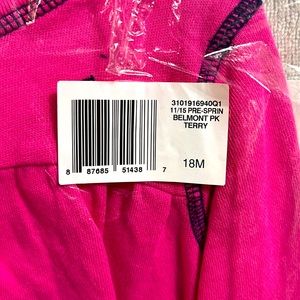 3101916940Q1
11/15 PRE-SPRIN
BELMONT PK
TERRY
18M
8 87685 51438 7